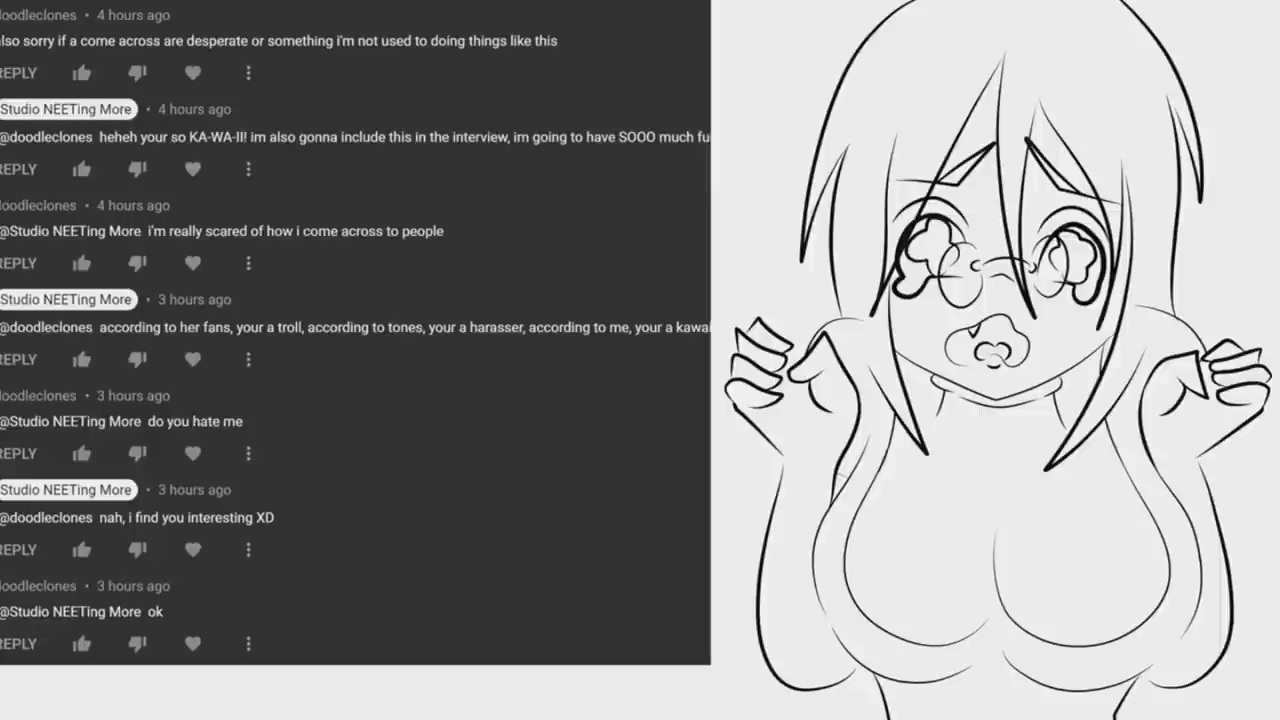 doodleclones • 4 hours ago
also sorry if a come across are desperate or something i'm not used to doing things like this
REPLY
Studio NEETing More • 4 hours ago
@doodleclones heheh your so KA-WA-II! im also gonna include this in the interview, im going to have SOOO much fu
REPLY
doodleclones • 4 hours ago
@Studio NEETing More i'm really scared of how i come across to people
REPLY
Studio NEETing More • 3 hours ago
@doodleclones according to her fans, your a troll, according to tones, your a harasser, according to me, your a kawai
REPLY
doodleclones • 3 hours ago
@Studio NEETing More do you hate me
REPLY
Studio NEETing More • 3 hours ago
@doodleclones nah, i find you interesting XD
REPLY
doodleclones • 3 hours ago
@Studio NEETing More ok
REPLY